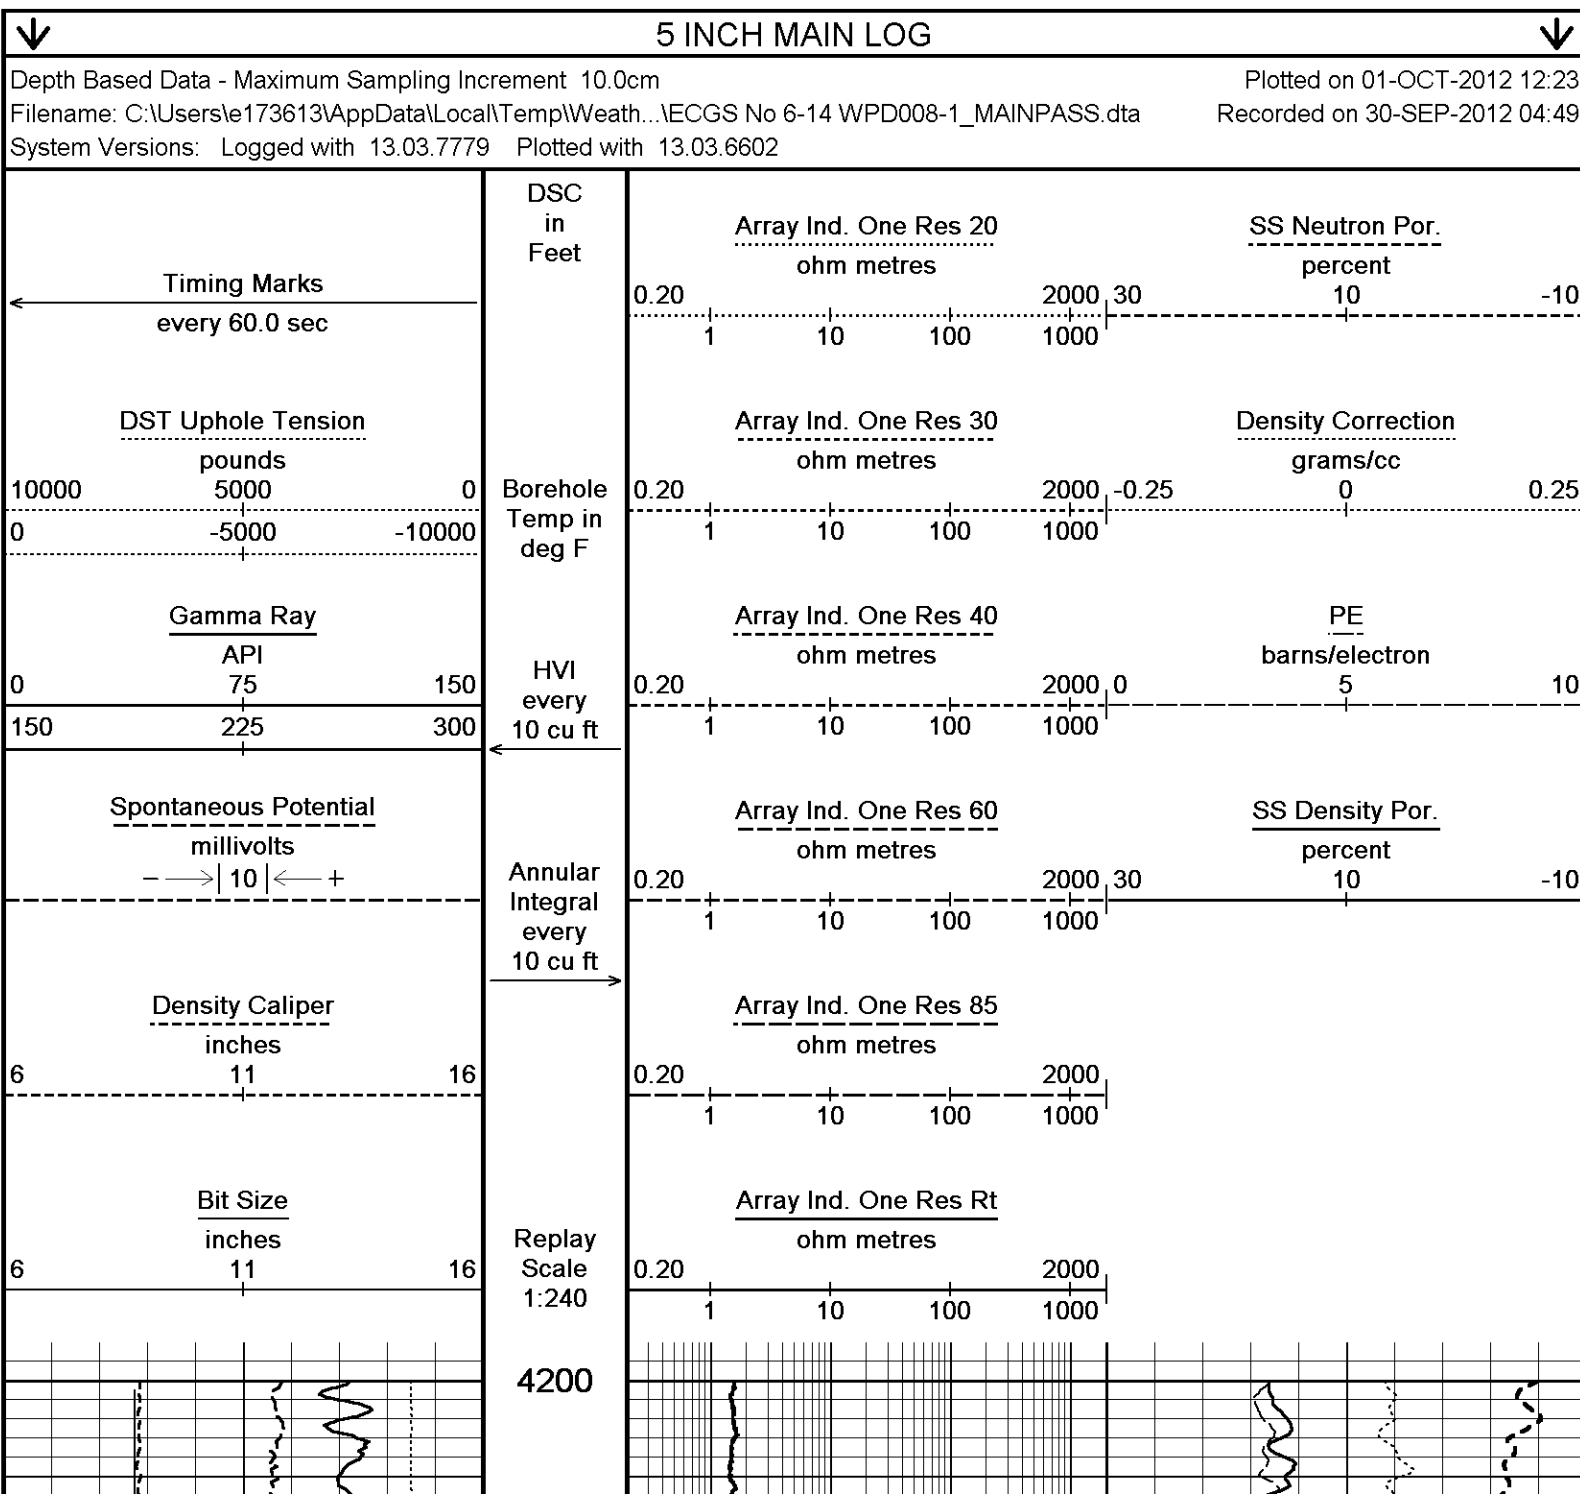 5 INCH MAIN LOG
Depth Based Data - Maximum Sampling Increment 10.0cm
Plotted on 01-OCT-2012 12:23
Filename: C:\Users\e173613\AppData\Local\Temp\Weath...\ECGS No 6-14 WPD008-1_MAINPASS.dta
Recorded on 30-SEP-2012 04:49
System Versions: Logged with 13.03.7779 Plotted with 13.03.6602
Timing Marks
every 60.0 sec
DST Uphole Tension
pounds
10000 5000 0
0 -5000 -10000
Gamma Ray
API
0 75 150
150 225 300
Spontaneous Potential
millivolts
− 10 +
Density Caliper
inches
6 11 16
Bit Size
inches
6 11 16
DSC
in
Feet
Borehole
Temp in
deg F
HVI
every
10 cu ft
Annular
Integral
every
10 cu ft
Replay
Scale
1:240
4200
Array Ind. One Res 20
ohm metres
0.20 2000
1 10 100 1000
Array Ind. One Res 30
ohm metres
0.20 2000
1 10 100 1000
Array Ind. One Res 40
ohm metres
0.20 2000
1 10 100 1000
Array Ind. One Res 60
ohm metres
0.20 2000
1 10 100 1000
Array Ind. One Res 85
ohm metres
0.20 2000
1 10 100 1000
Array Ind. One Res Rt
ohm metres
0.20 2000
1 10 100 1000
SS Neutron Por.
percent
30 10 -10
Density Correction
grams/cc
-0.25 0 0.25
PE
barns/electron
0 5 10
SS Density Por.
percent
30 10 -10